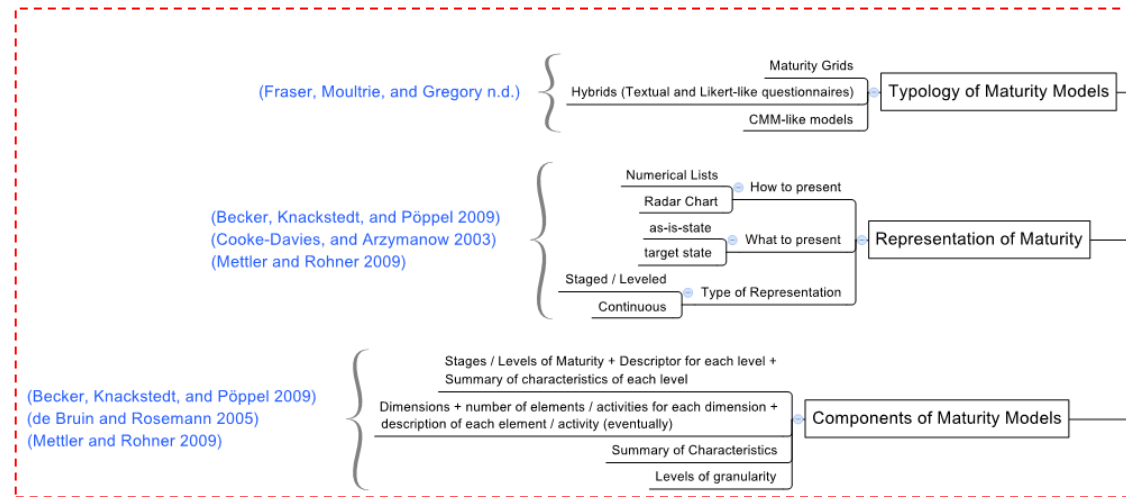 (Fraser, Moultrie, and Gregory n.d.)
Maturity Grids
Hybrids (Textual and Likert-like questionnaires)
CMM-like models
Typology of Maturity Models
(Becker, Knackstedt, and Pöppel 2009)
(Cooke-Davies, and Arzymanow 2003)
(Mettler and Rohner 2009)
Numerical Lists
Radar Chart
How to present
as-is-state
target state
What to present
Staged / Leveled
Continuous
Type of Representation
Representation of Maturity
(Becker, Knackstedt, and Pöppel 2009)
(de Bruin and Rosemann 2005)
(Mettler and Rohner 2009)
Stages / Levels of Maturity + Descriptor for each level +
Summary of characteristics of each level
Dimensions + number of elements / activities for each dimension +
description of each element / activity (eventually)
Summary of Characteristics
Levels of granularity
Components of Maturity Models